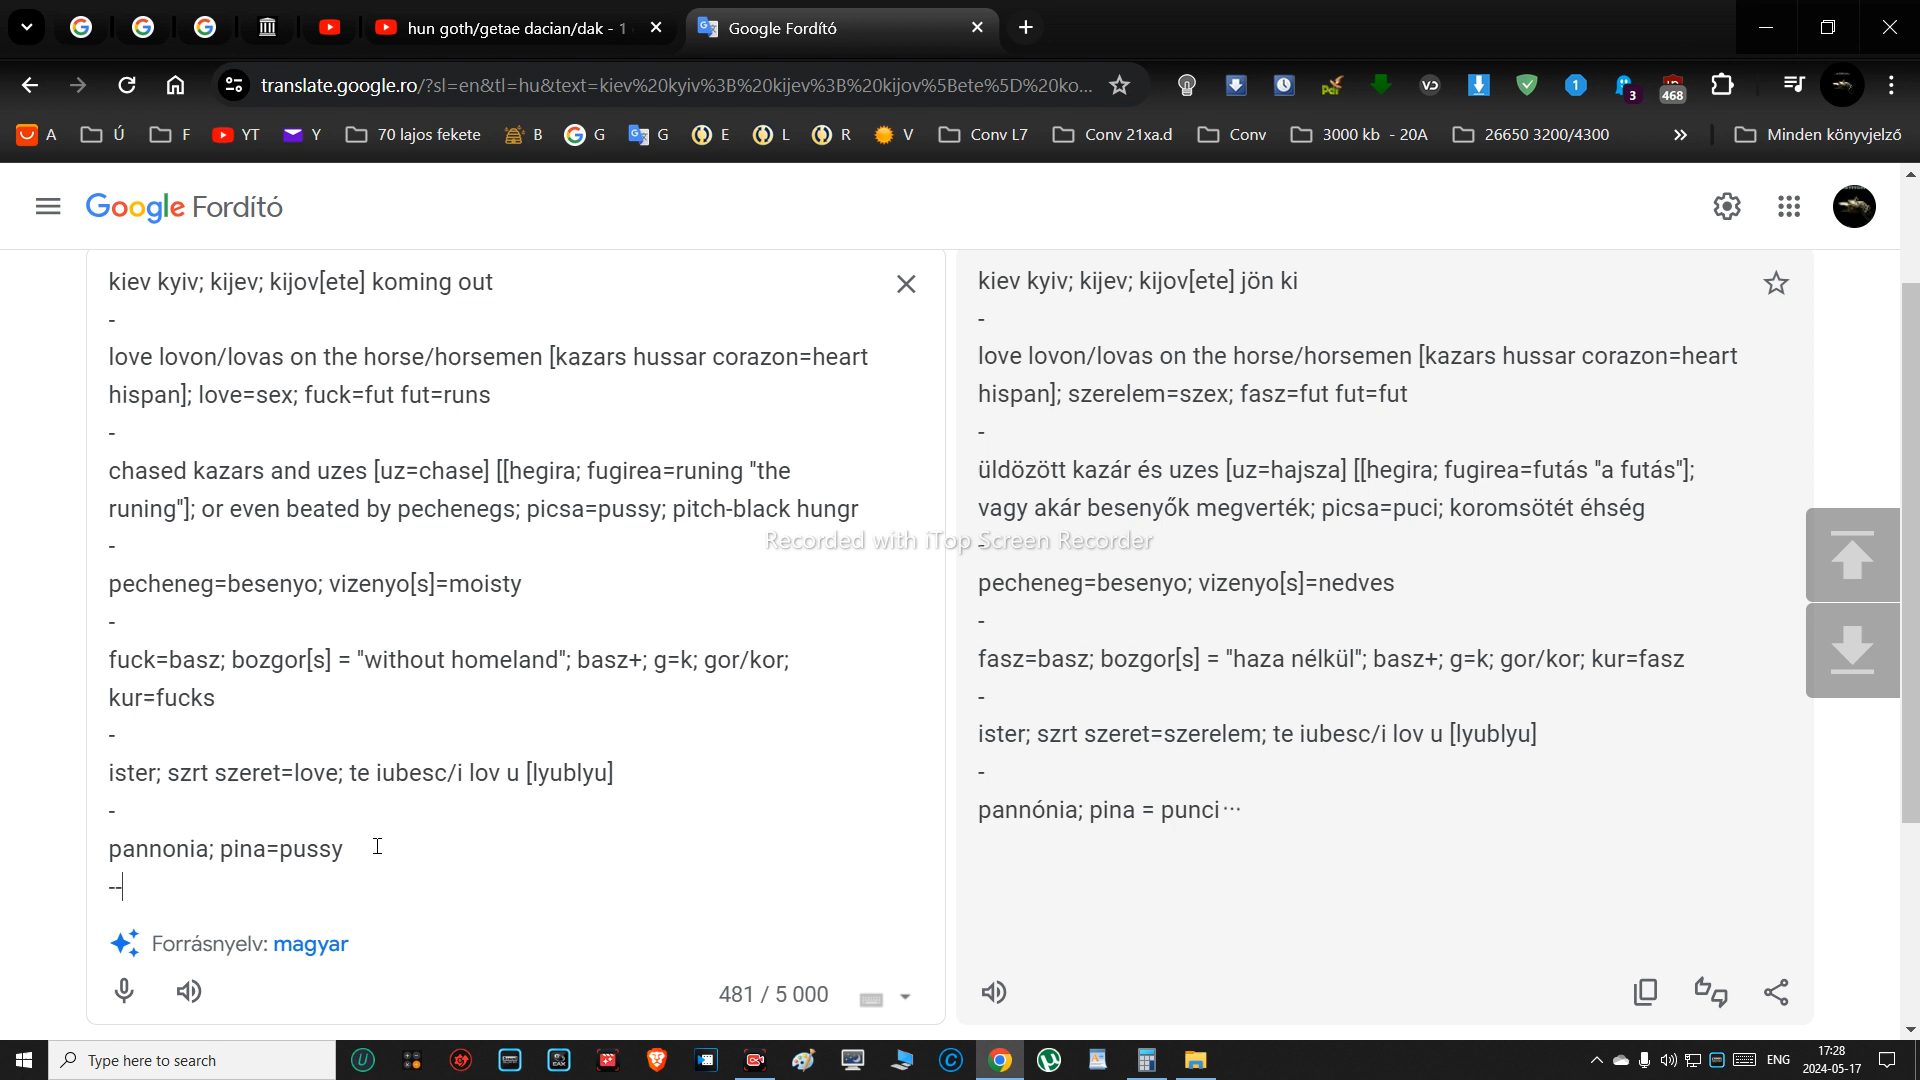 hun goth/getae dacian/dak - 1
Google Fordító
translate.google.ro/?sl=en&tl=hu&text=kiev%20kyiv%3B%20kijev%3B%20kijov%5Bete%5D%20ko...
3
468
A
Ú
F
YT
Y
70 lajos fekete
B
G
G
E
L
R
V
Conv L7
Conv 21xa.d
Conv
3000 kb - 20A
26650 3200/4300
Minden könyvjelző
Google Fordító
kiev kyiv; kijev; kijov[ete] koming out
-
love lovon/lovas on the horse/horsemen [kazars hussar corazon=heart
hispan]; love=sex; fuck=fut fut=runs
-
chased kazars and uzes [uz=chase] [[hegira; fugirea=runing "the
runing"]; or even beated by pechenegs; picsa=pussy; pitch-black hungr
-
pecheneg=besenyo; vizenyo[s]=moisty
-
fuck=basz; bozgor[s] = "without homeland"; basz+; g=k; gor/kor;
kur=fucks
-
ister; szrt szeret=love; te iubesc/i lov u [lyublyu]
-
pannonia; pina=pussy
--
Forrásnyelv: magyar
481 / 5 000
kiev kyiv; kijev; kijov[ete] jön ki
-
love lovon/lovas on the horse/horsemen [kazars hussar corazon=heart
hispan]; szerelem=szex; fasz=fut fut=fut
-
üldözött kazár és uzes [uz=hajsza] [[hegira; fugirea=futás "a futás"];
vagy akár besenyők megverték; picsa=puci; koromsötét éhség
-
pecheneg=besenyo; vizenyo[s]=nedves
-
fasz=basz; bozgor[s] = "haza nélkül"; basz+; g=k; gor/kor; kur=fasz
-
ister; szrt szeret=szerelem; te iubesc/i lov u [lyublyu]
-
pannónia; pina = punci...
Recorded with iTop Screen Recorder
Type here to search
ENG
17:28
2024-05-17